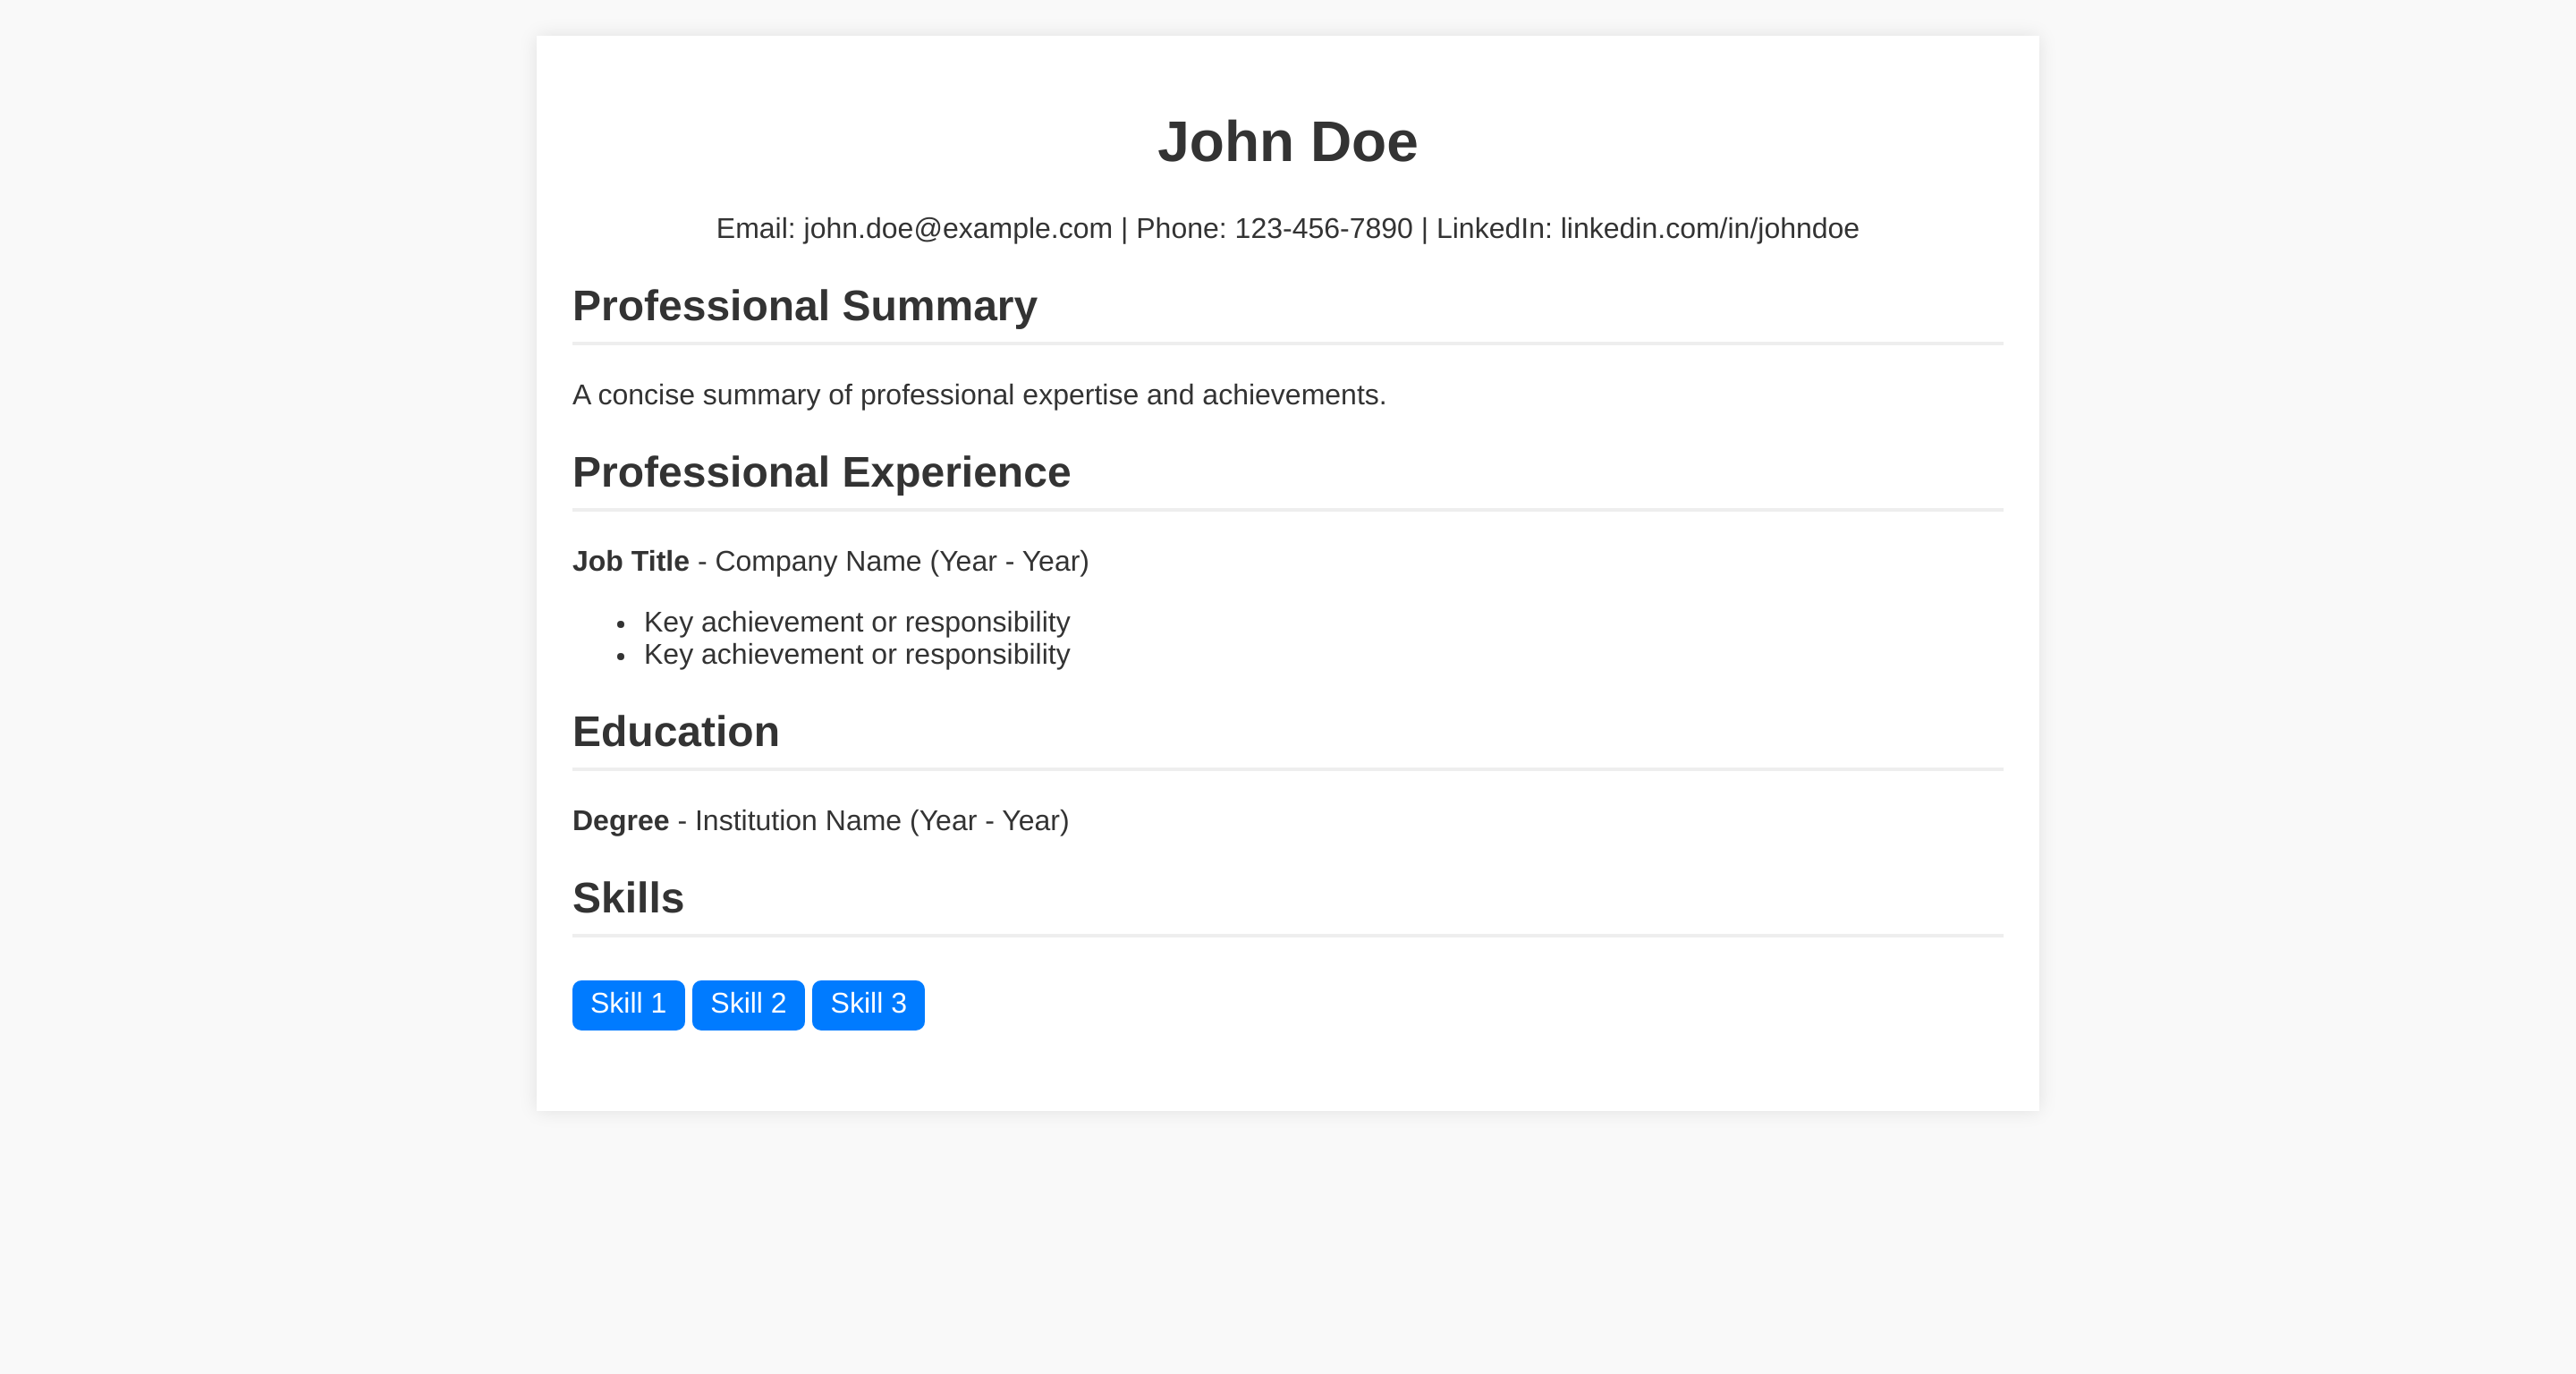 John Doe
Email: john.doe@example.com | Phone: 123-456-7890 | LinkedIn: linkedin.com/in/johndoe
Professional Summary
A concise summary of professional expertise and achievements.
Professional Experience
Job Title - Company Name (Year - Year)
• Key achievement or responsibility
• Key achievement or responsibility
Education
Degree - Institution Name (Year - Year)
Skills
Skill 1 Skill 2 Skill 3